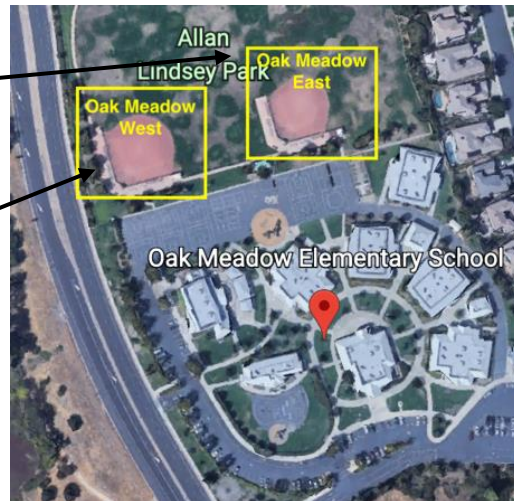 Allan
Lindsey Park
Oak Meadow
East
Oak Meadow
West
Oak Meadow Elementary School